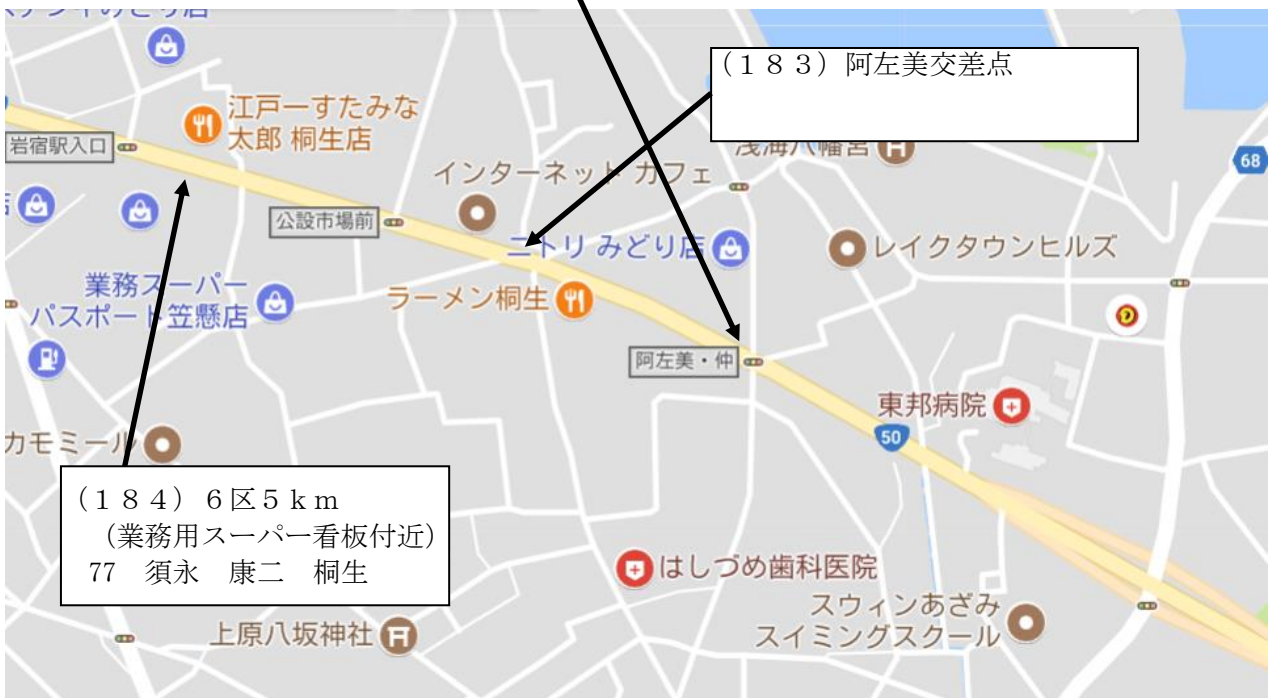 (183)阿左美交差点
江戸一すたみな
太郎 桐生店
岩宿駅入口
インターネット カフェ
浅海八幡宮
68
公設市場前
ニトリ みどり店
レイクタウンヒルズ
業務スーパー
パスポート笠懸店
ラーメン桐生
阿左美・仲
東邦病院
50
カモミール
(184)6区5km
(業務用スーパー看板付近)
77 須永 康二 桐生
はしづめ歯科医院
スウィンあざみ
スイミングスクール
上原八坂神社